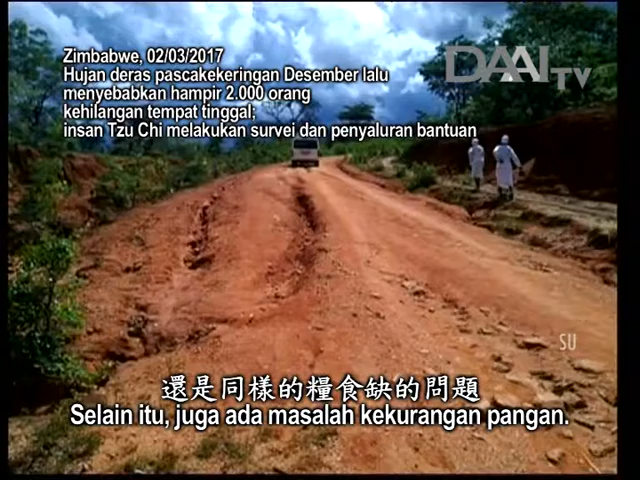 Zimbabwe, 02/03/2017
Hujan deras pascakekeringan Desember lalu
menyebabkan hampir 2.000 orang
kehilangan tempat tinggal;
insan Tzu Chi melakukan survei dan penyaluran bantuan
DAAI TV
SU
還是同樣的糧食缺的問題
Selain itu, juga ada masalah kekurangan pangan.